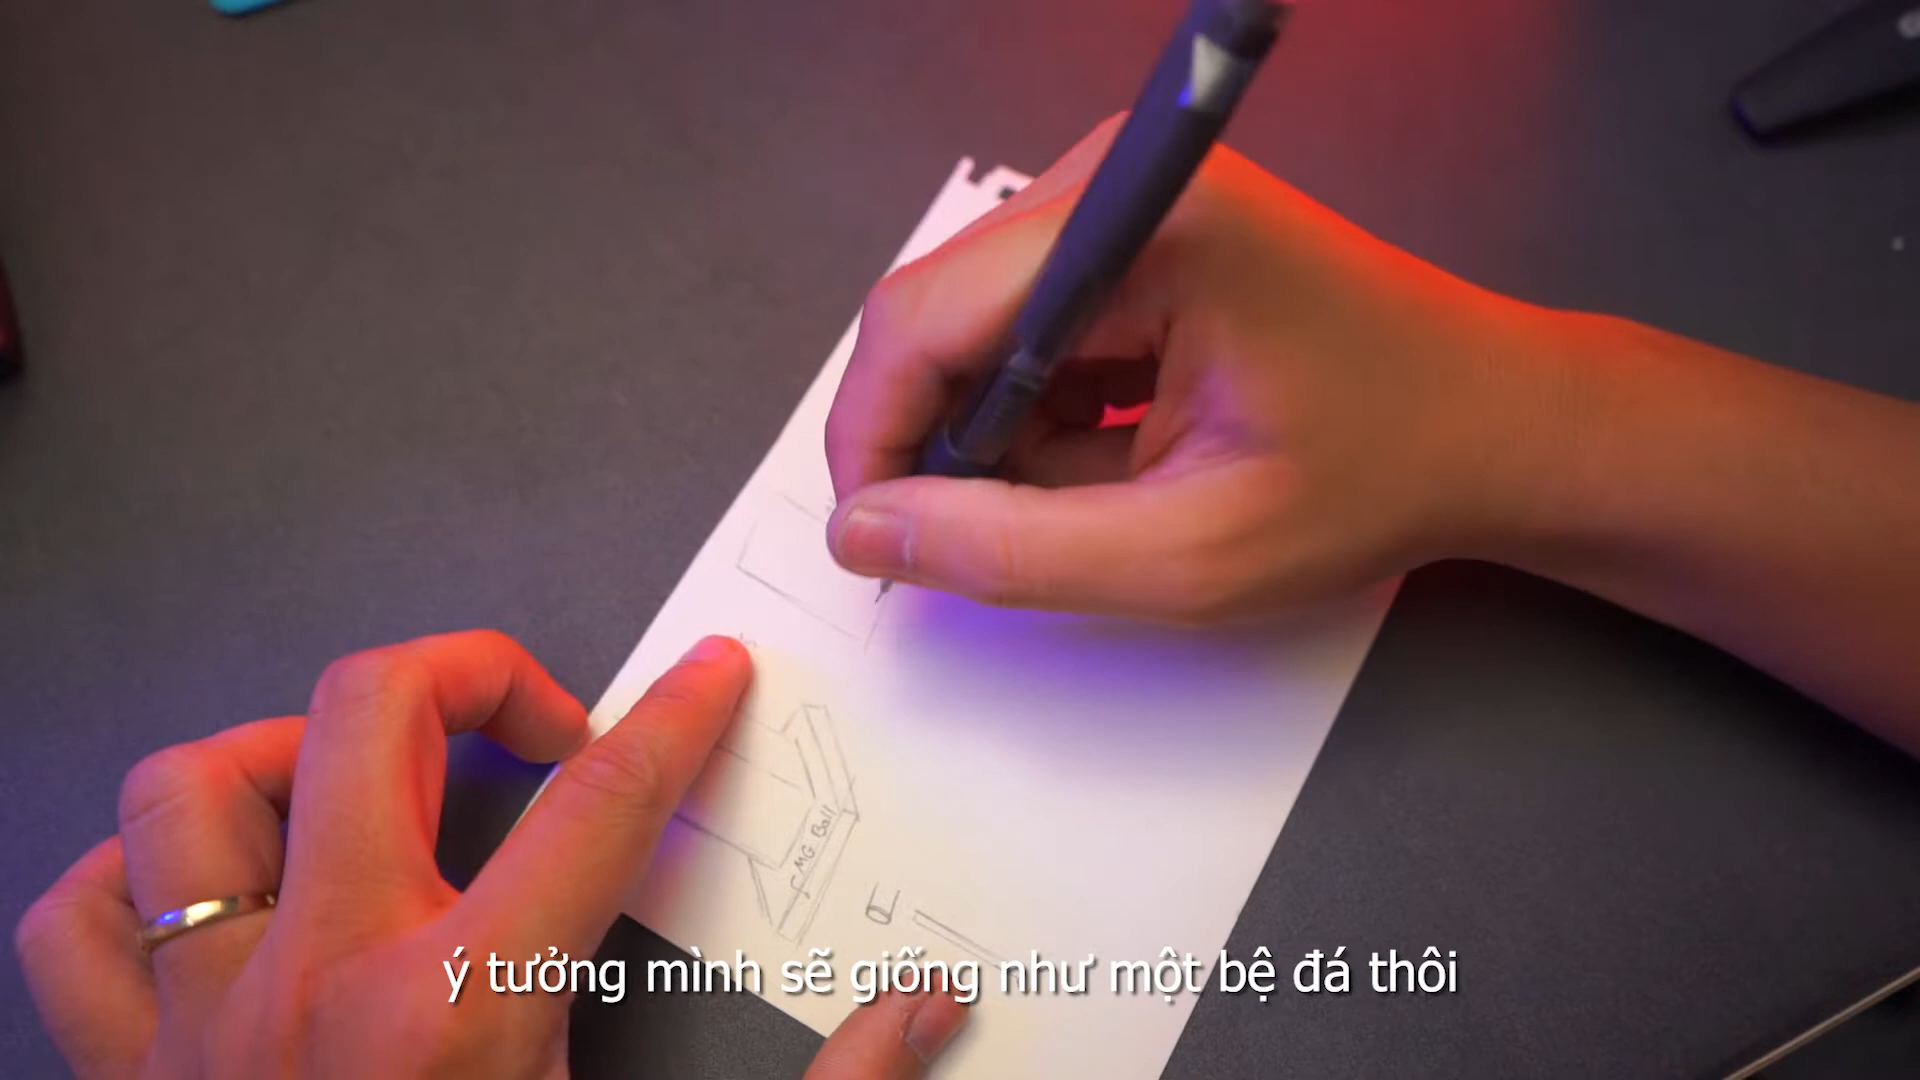 MG Ball
ý tưởng mình sẽ giống như một bệ đá thôi